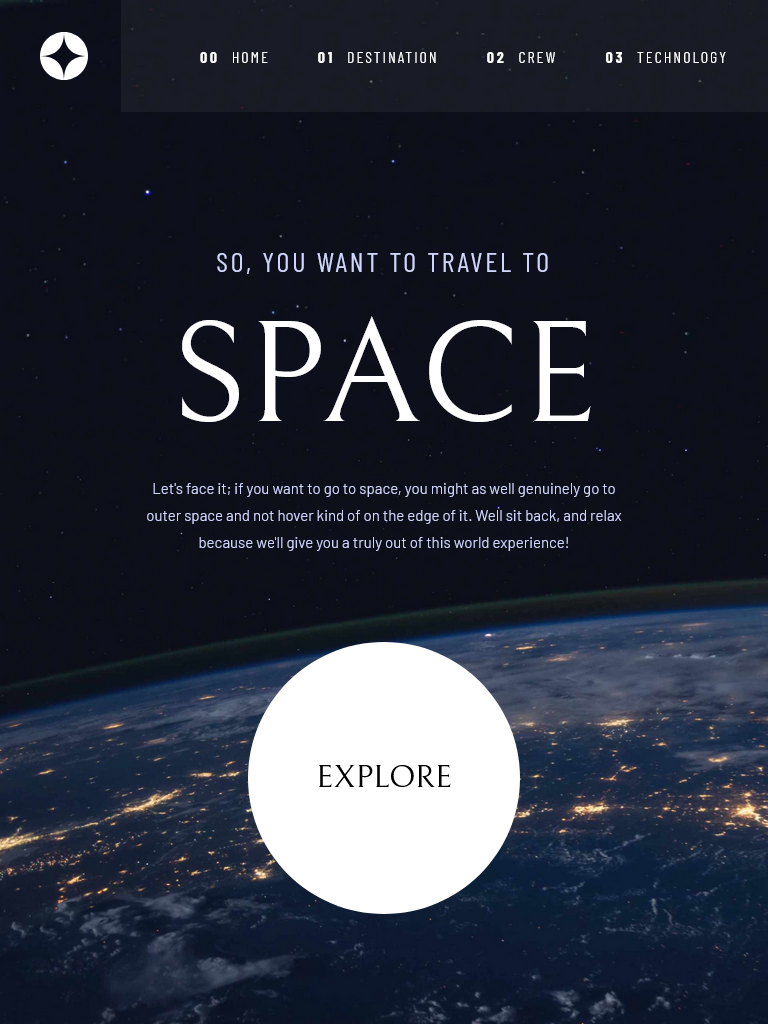 00 HOME 01 DESTINATION 02 CREW 03 TECHNOLOGY
SO, YOU WANT TO TRAVEL TO
SPACE
Let's face it; if you want to go to space, you might as well genuinely go to
outer space and not hover kind of on the edge of it. Well sit back, and relax
because we'll give you a truly out of this world experience!
EXPLORE